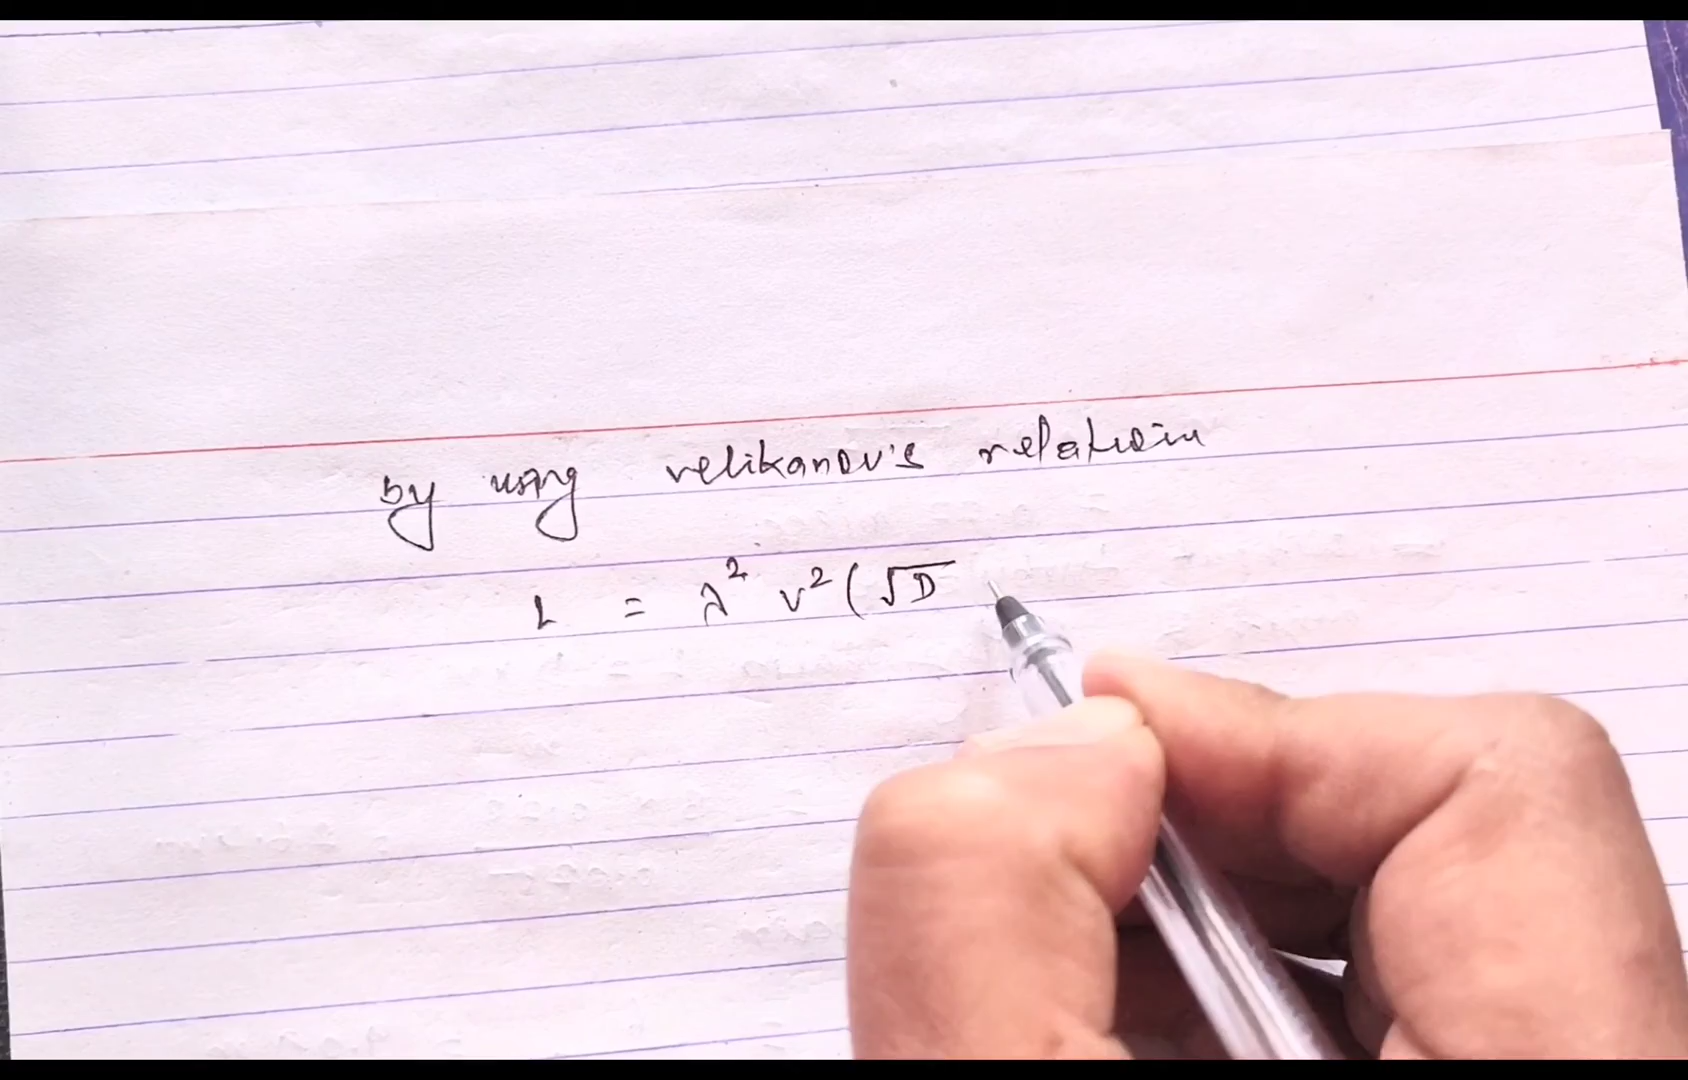 by using velikanov's relation
L = λ² v² (√D